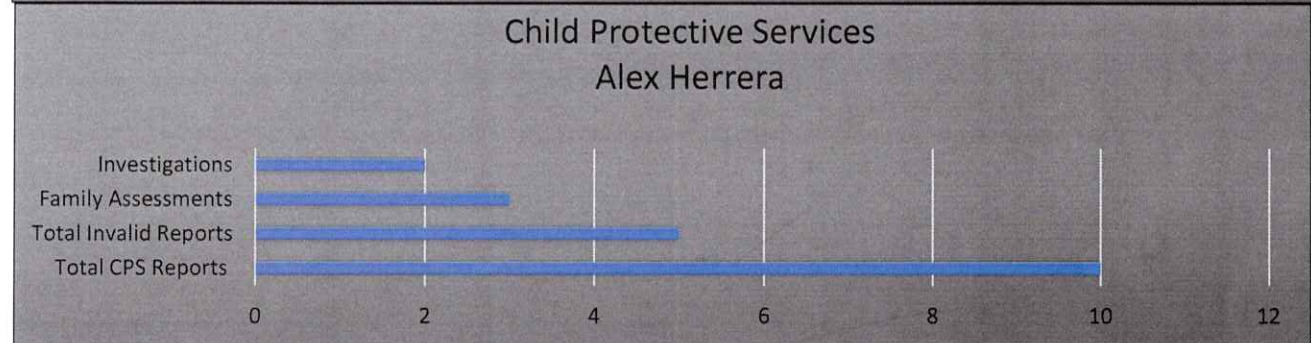 Child Protective Services
Alex Herrera
Investigations
Family Assessments
Total Invalid Reports
Total CPS Reports
0 2 4 6 8 10 12